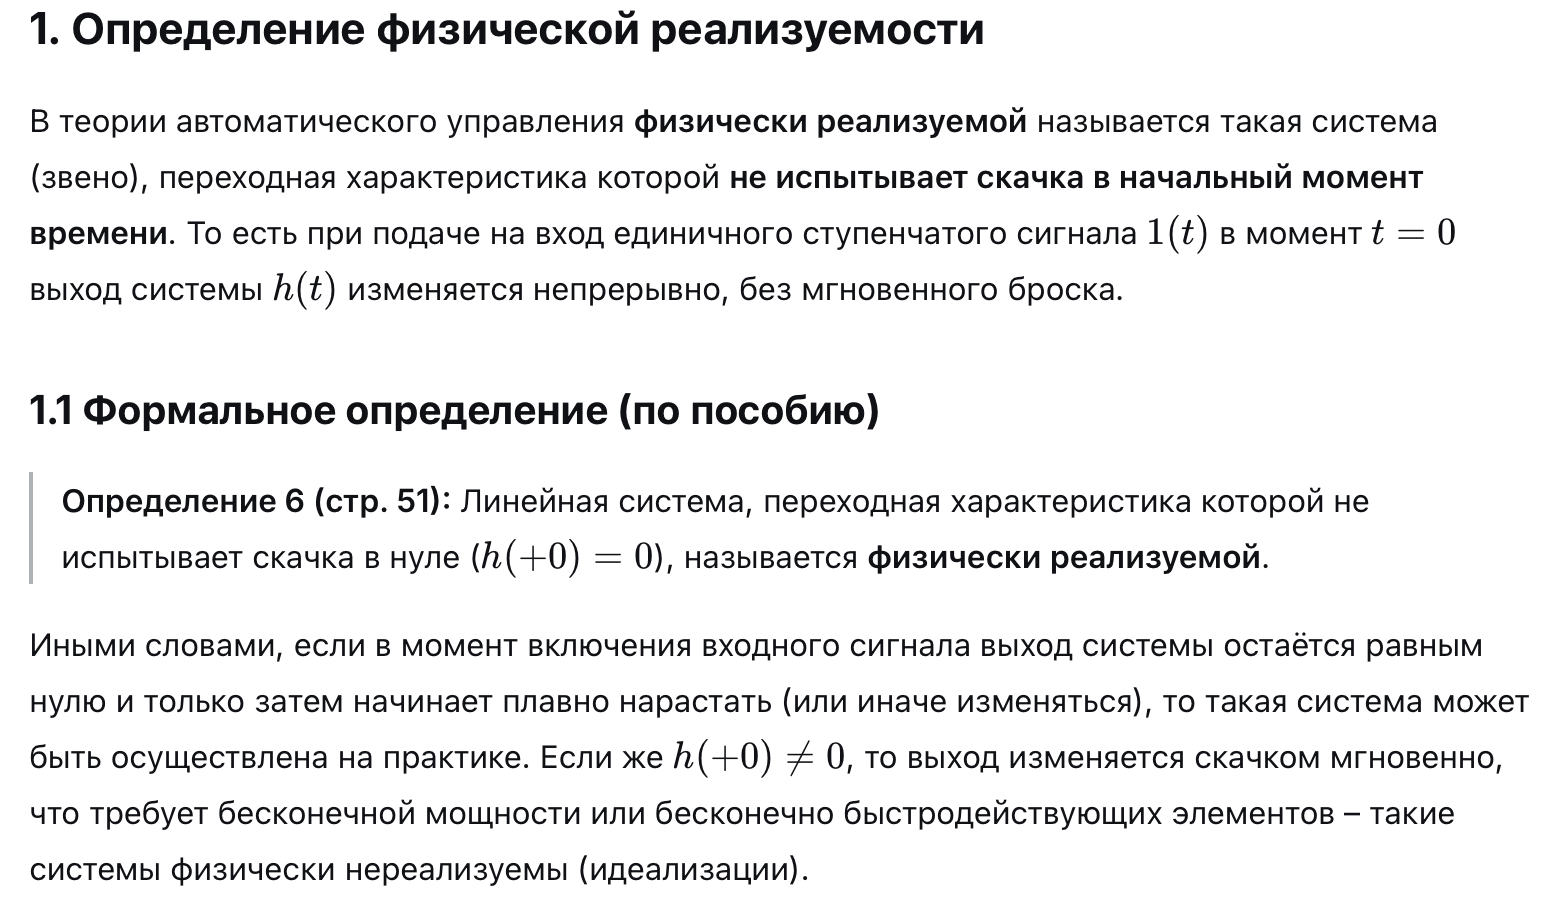 1. Определение физической реализуемости
В теории автоматического управления физически реализуемой называется такая система
(звено), переходная характеристика которой не испытывает скачка в начальный момент
времени. То есть при подаче на вход единичного ступенчатого сигнала 1(t) в момент t = 0
выход системы h(t) изменяется непрерывно, без мгновенного броска.
1.1 Формальное определение (по пособию)
Определение 6 (стр. 51): Линейная система, переходная характеристика которой не
испытывает скачка в нуле (h(+0) = 0), называется физически реализуемой.
Иными словами, если в момент включения входного сигнала выход системы остаётся равным
нулю и только затем начинает плавно нарастать (или иначе изменяться), то такая система может
быть осуществлена на практике. Если же h(+0) ≠ 0, то выход изменяется скачком мгновенно,
что требует бесконечной мощности или бесконечно быстродействующих элементов – такие
системы физически нереализуемы (идеализации).